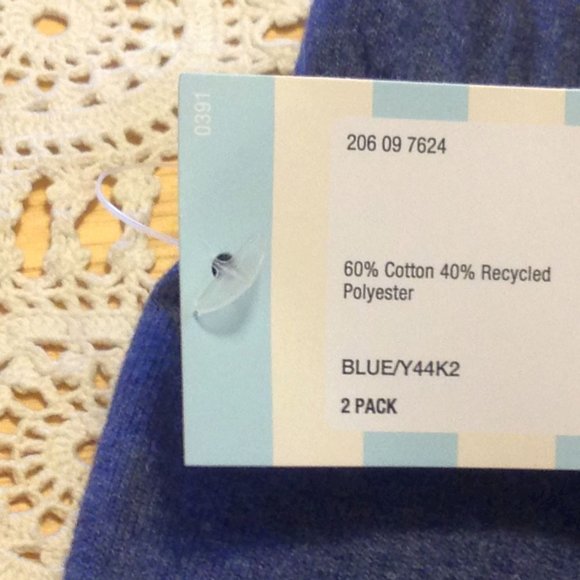 0391
206 09 7624
60% Cotton 40% Recycled
Polyester
BLUE/Y44K2
2 PACK